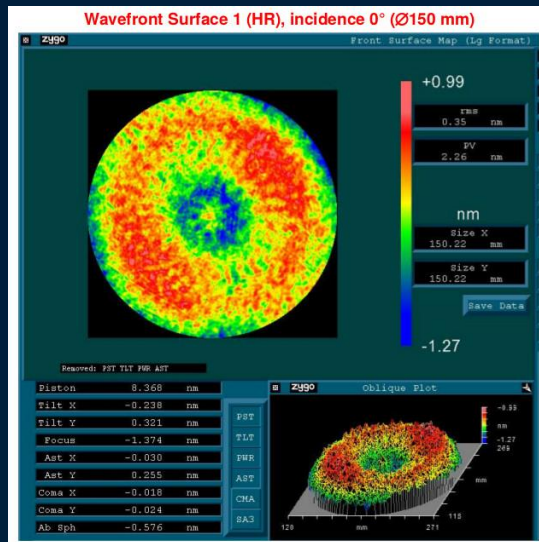 Wavefront Surface 1 (HR), incidence 0° (Ø150 mm)
zygo Front Surface Map (Lg Format)
+0.99
rms
0.35 nm
PV
2.26 nm
nm
Size X
150.22 mm
Size Y
150.22 mm
Save Data
-1.27
Removed: PST TLT PWR AST
Piston 8.368 nm
Tilt X -0.238 nm
Tilt Y 0.321 nm
Focus -1.374 nm
Ast X -0.030 nm
Ast Y 0.255 nm
Coma X -0.018 nm
Coma Y -0.024 nm
Ab Sph -0.576 nm
PST
TLT
PWR
AST
CMA
SA3
zygo Oblique Plot
nm
-1.27
mm
115
128 mm 271